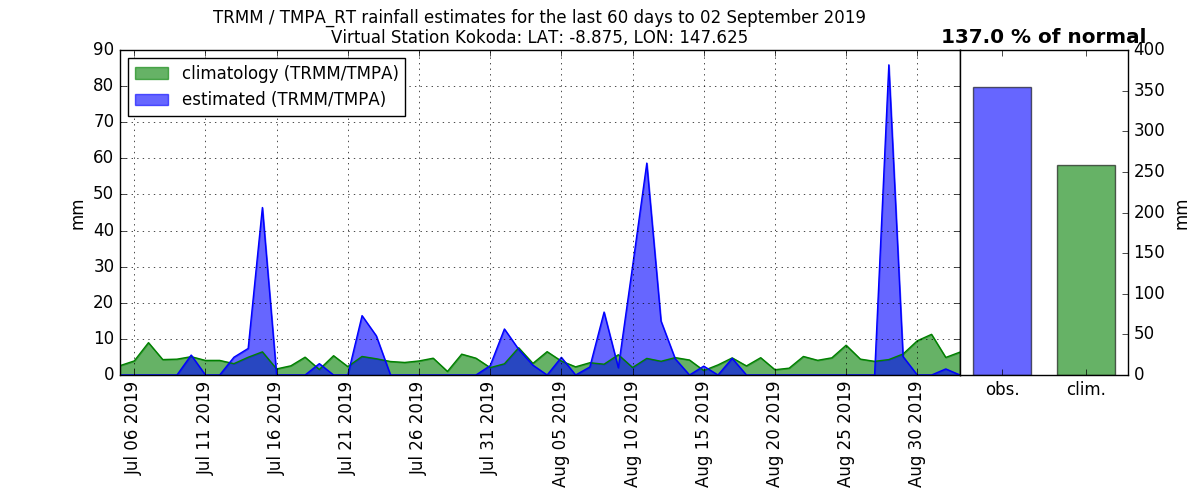 TRMM / TMPA_RT rainfall estimates for the last 60 days to 02 September 2019
Virtual Station Kokoda: LAT: -8.875, LON: 147.625
137.0 % of normal
climatology (TRMM/TMPA)
estimated (TRMM/TMPA)
mm
90
80
70
60
50
40
30
20
10
0
Jul 06 2019
Jul 11 2019
Jul 16 2019
Jul 21 2019
Jul 26 2019
Jul 31 2019
Aug 05 2019
Aug 10 2019
Aug 15 2019
Aug 20 2019
Aug 25 2019
Aug 30 2019
400
350
300
250
200
150
100
50
0
mm
obs.
clim.